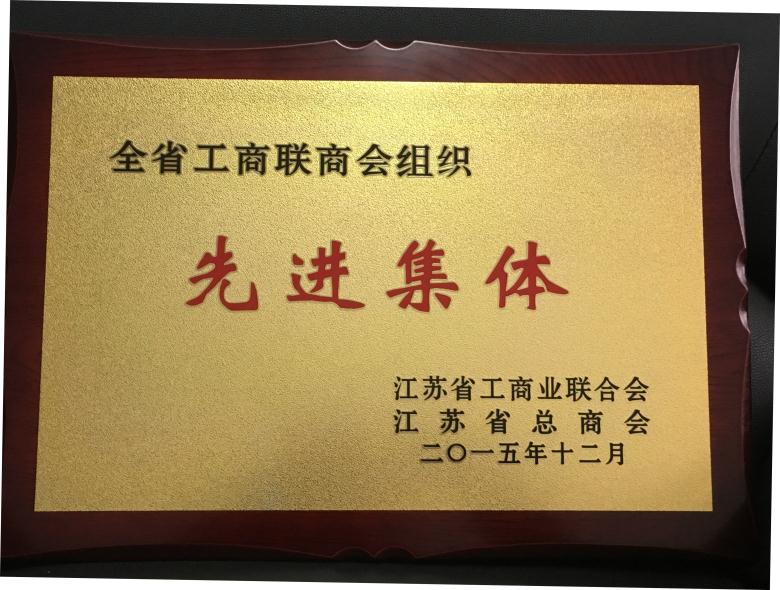 全省工商联商会组织
先进集体
江苏省工商业联合会
江苏省总商会
二〇一五年十二月